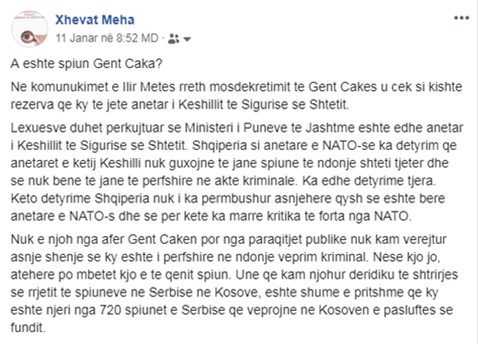 Xhevat Meha
11 Janar në 8:52 MD
A eshte spiun Gent Caka?
Ne komunukimet e Ilir Metes rreth mosdekretimit te Gent Cakes u cek si kishte
rezerva qe ky te jete anetar i Keshillit te Sigurise se Shtetit.
Lexuesve duhet perkujtuar se Ministeri i Puneve te Jashtme eshte edhe anetar
i Keshillit te Sigurise se Shtetit. Shqiperia si anetare e NATO-se ka detyrim qe
anetaret e ketij Keshilli nuk guxojne te jane spiune te ndonje shteti tjeter dhe
se nuk bene te jane te perfshire ne akte kriminale. Ka edhe detyrime tjera.
Keto detyrime Shqiperia nuk i ka permbushur asnjehere qysh se eshte bere
anetare e NATO-s dhe se per kete ka marre kritika te forta nga NATO.
Nuk e njoh nga afer Gent Caken por nga paraqitjet publike nuk kam verejtur
asnje shenje se ky eshte i perfshire ne ndonje veprim kriminal. Nese kjo jo,
atehere po mbetet kjo e te qenit spiun. Une qe kam njohur deridiku te shtrirjes
se rrjetit te spiuneve ne Serbise ne Kosove, eshte shume e pritshme qe ky
eshte njeri nga 720 spiunet e Serbise qe veprojne ne Kosoven e pasluftes se
fundit.